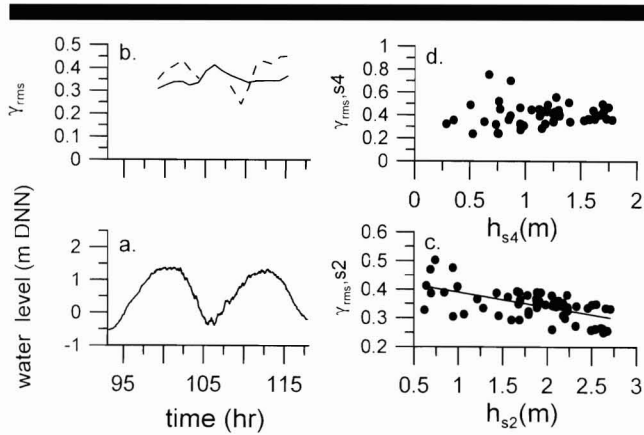 b.
0.5
0.4
0.3
0.2
0.1
0
γrms
a.
2
1
0
-1
water level (m DNN)
95 105 115
time (hr)
d.
1
0.8
0.6
0.4
0.2
0
γrms,s4
0 0.5 1 1.5 2
hs4(m)
c.
0.6
0.5
0.4
0.3
0.2
γrms,s2
0.5 1 1.5 2 2.5 3
hs2(m)